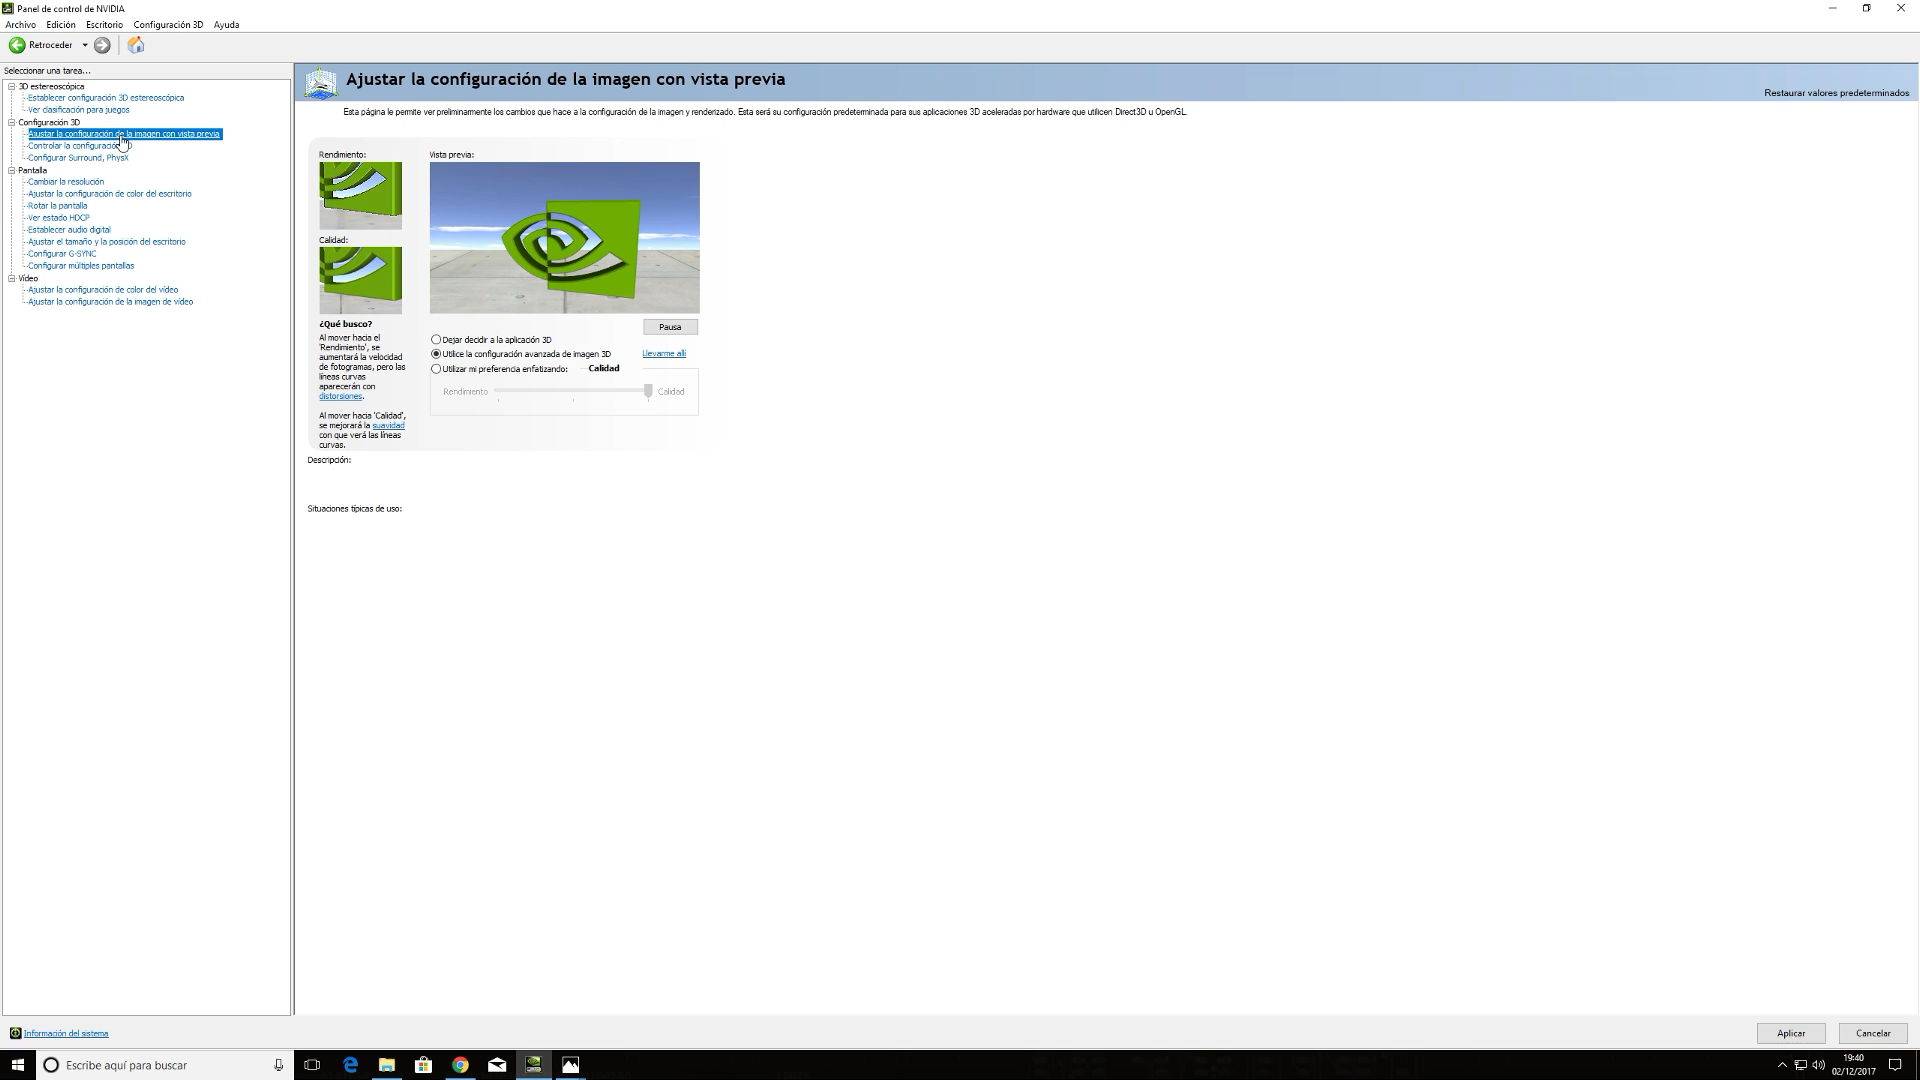 Panel de control de NVIDIA
Archivo Edición Escritorio Configuración 3D Ayuda
Retroceder
Seleccionar una tarea...
3D estereoscópica
Establecer configuración 3D estereoscópica
Ver clasificación para juegos
Configuración 3D
Ajustar la configuración de la imagen con vista previa
Controlar la configuración
Configurar Surround, PhysX
Pantalla
Cambiar la resolución
Ajustar la configuración de color del escritorio
Rotar la pantalla
Ver estado HDCP
Establecer audio digital
Ajustar el tamaño y la posición del escritorio
Configurar G-SYNC
Configurar múltiples pantallas
Vídeo
Ajustar la configuración de color del vídeo
Ajustar la configuración de la imagen de vídeo
Ajustar la configuración de la imagen con vista previa
Restaurar valores predeterminados
Esta página le permite ver preliminarmente los cambios que hace a la configuración de la imagen y renderizado. Esta será su configuración predeterminada para sus aplicaciones 3D aceleradas por hardware que utilicen Direct3D u OpenGL.
Rendimiento:
Calidad:
¿Qué busco?
Al mover hacia el
'Rendimiento', se
aumentará la velocidad
de fotogramas, pero las
líneas curvas
aparecerán con
distorsiones.
Al mover hacia 'Calidad',
se mejorará la suavidad
con que verá las líneas
curvas.
Vista previa:
Pausa
Dejar decidir a la aplicación 3D
Utilice la configuración avanzada de imagen 3D Llevarme allí
Utilizar mi preferencia enfatizando: Calidad
Rendimiento Calidad
Descripción:
Situaciones típicas de uso:
Información del sistema
Aplicar Cancelar
Escribe aquí para buscar
19:40
02/12/2017